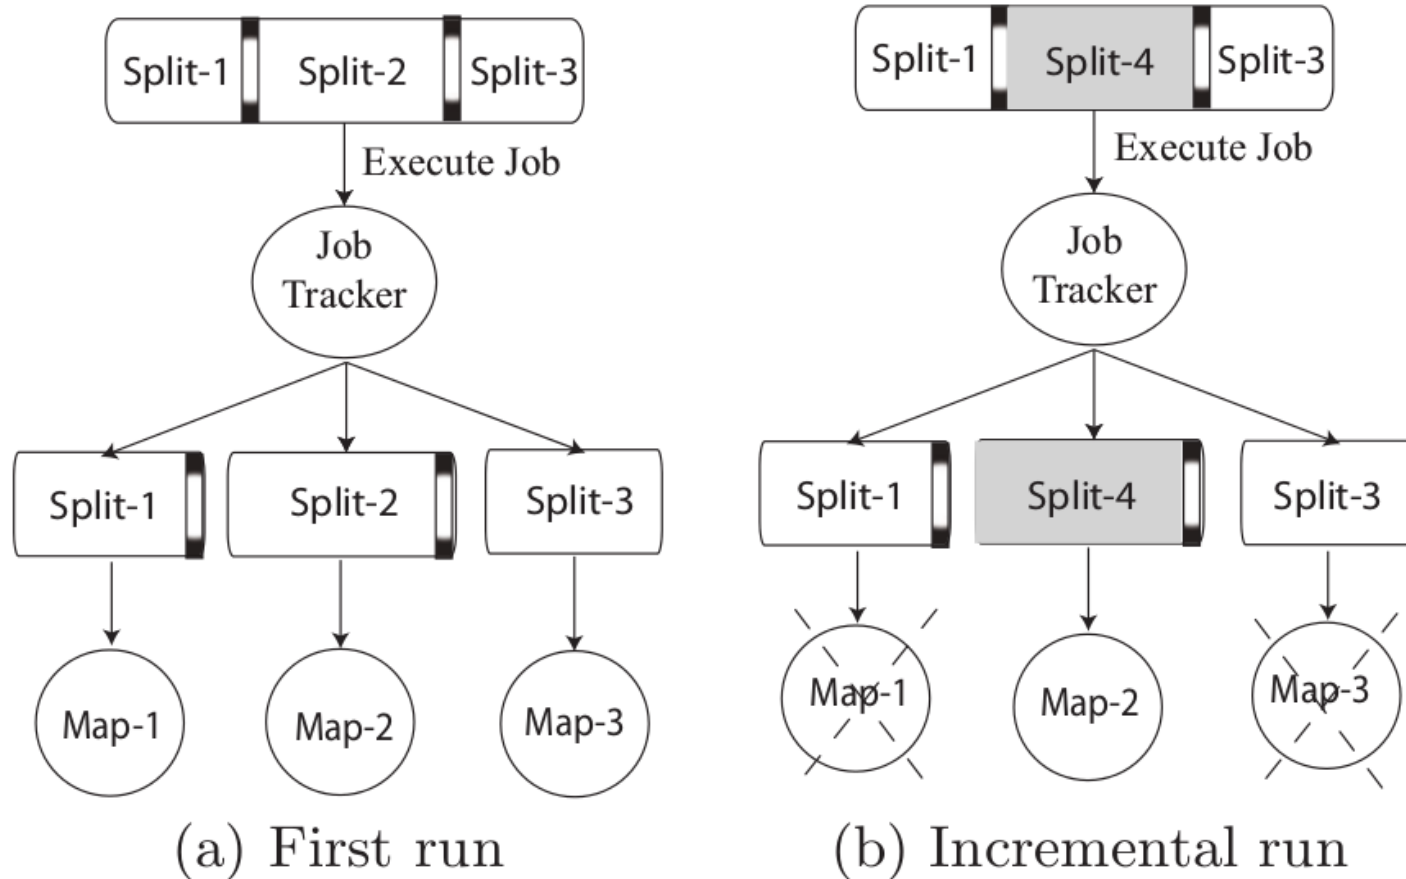 Split-1 Split-2 Split-3
Execute Job
Job
Tracker
Split-1 Split-2 Split-3
Map-1 Map-2 Map-3
(a) First run
Split-1 Split-4 Split-3
Execute Job
Job
Tracker
Split-1 Split-4 Split-3
Map-1 Map-2 Map-3
(b) Incremental run